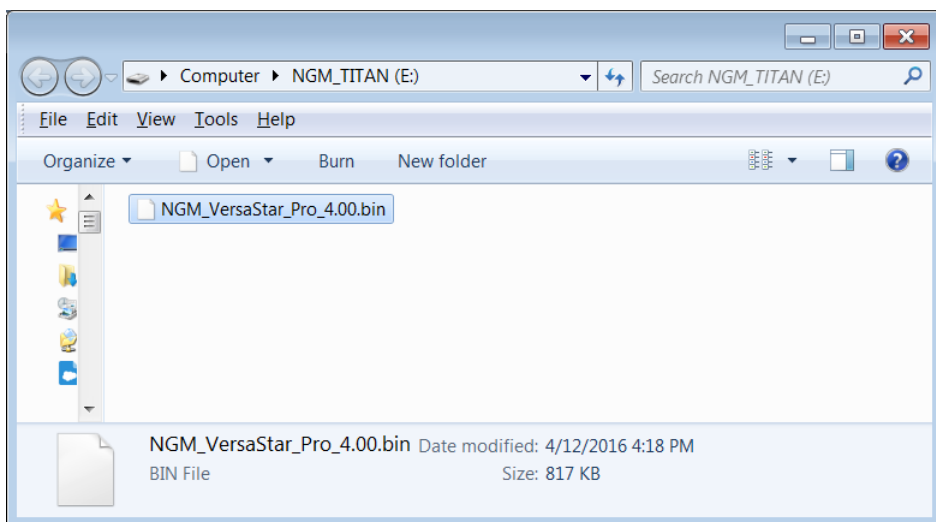 Computer NGM_TITAN (E:) Search NGM_TITAN (E:)
File Edit View Tools Help
Organize Open Burn New folder
NGM_VersaStar_Pro_4.00.bin
NGM_VersaStar_Pro_4.00.bin Date modified: 4/12/2016 4:18 PM
BIN File Size: 817 KB